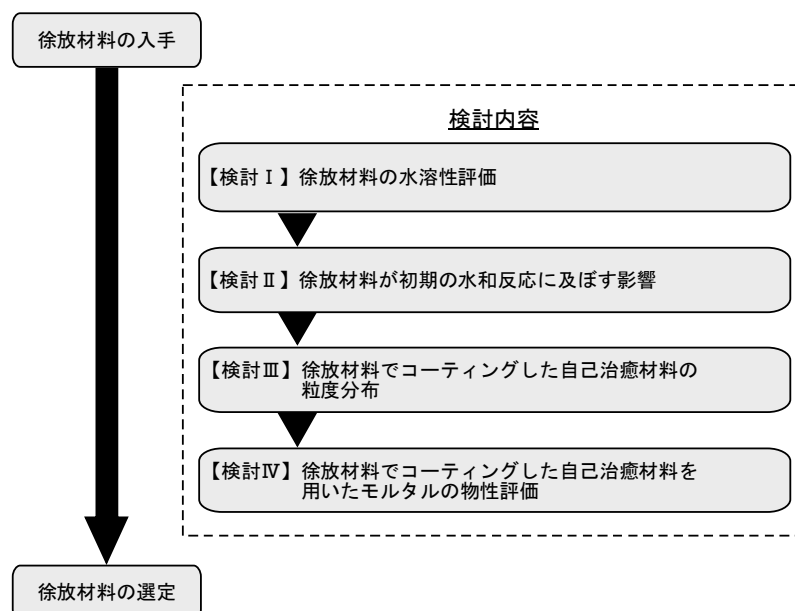 徐放材料の入手
検討内容
【検討Ⅰ】徐放材料の水溶性評価
【検討Ⅱ】徐放材料が初期の水和反応に及ぼす影響
【検討Ⅲ】徐放材料でコーティングした自己治癒材料の
粒度分布
【検討Ⅳ】徐放材料でコーティングした自己治癒材料を
用いたモルタルの物性評価
徐放材料の選定